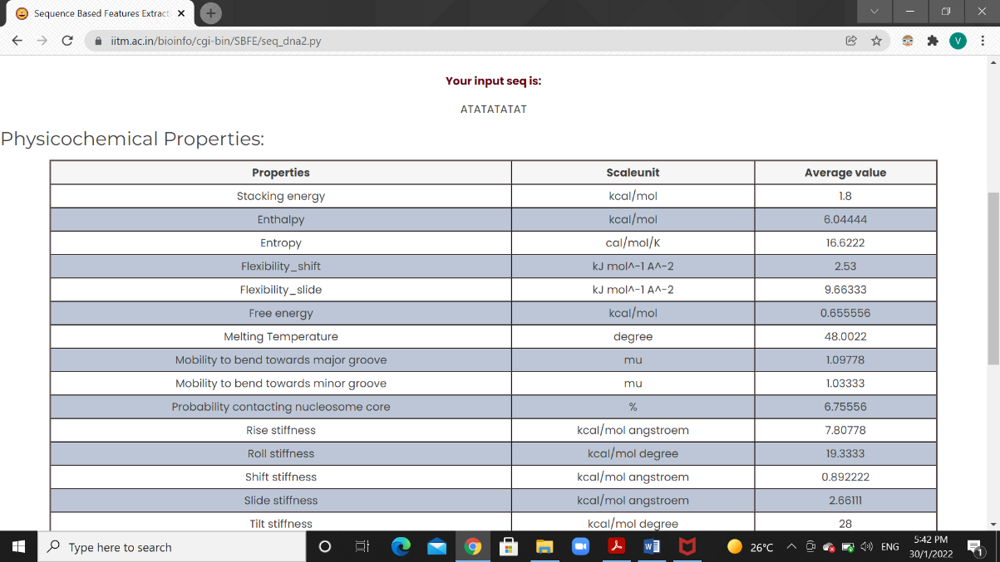 Sequence Based Features Extract
iitm.ac.in/bioinfo/cgi-bin/SBFE/seq_dna2.py
V
Your input seq is:
ATATATATAT
Physicochemical Properties:
Properties Scaleunit Average value
Stacking energy kcal/mol 1.8
Enthalpy kcal/mol 6.04444
Entropy cal/mol/K 16.6222
Flexibility_shift kJ mol^-1 A^-2 2.53
Flexibility_slide kJ mol^-1 A^-2 9.66333
Free energy kcal/mol 0.655556
Melting Temperature degree 48.0022
Mobility to bend towards major groove mu 1.09778
Mobility to bend towards minor groove mu 1.03333
Probability contacting nucleosome core % 6.75556
Rise stiffness kcal/mol angstroem 7.80778
Roll stiffness kcal/mol degree 19.3333
Shift stiffness kcal/mol angstroem 0.892222
Slide stiffness kcal/mol angstroem 2.66111
Tilt stiffness kcal/mol degree 28
Type here to search 26°C ENG 5:42 PM
30/1/2022 1